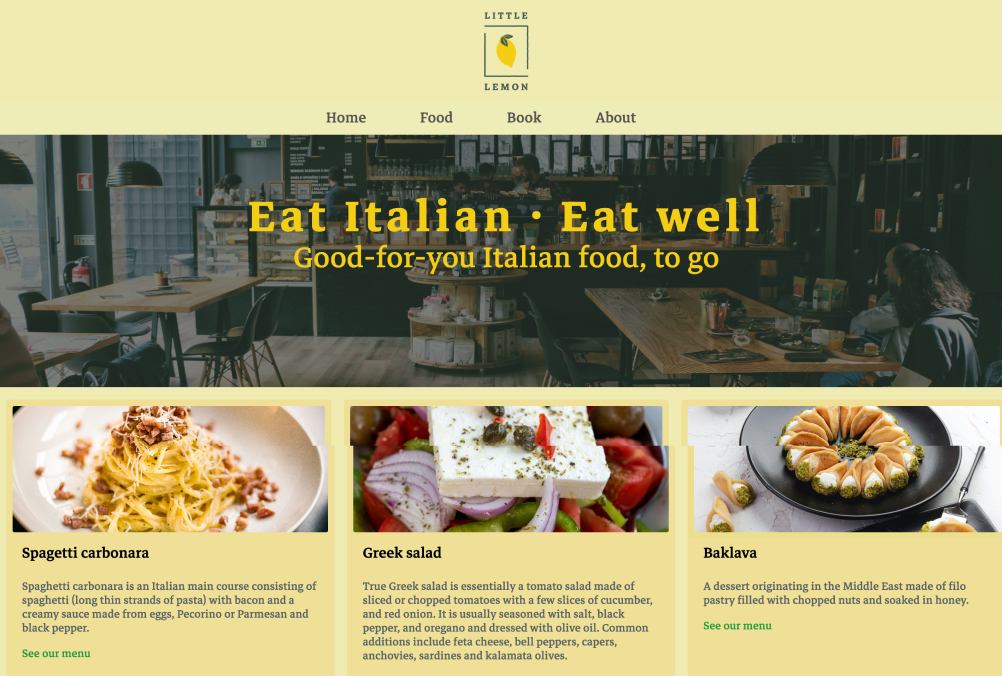 LITTLE
LEMON
Home Food Book About
Eat Italian · Eat well
Good-for-you Italian food, to go
Spagetti carbonara
Spaghetti carbonara is an Italian main course consisting of
spaghetti (long thin strands of pasta) with bacon and a
creamy sauce made from eggs, Pecorino or Parmesan and
black pepper.
See our menu
Greek salad
True Greek salad is essentially a tomato salad made of
sliced or chopped tomatoes with a few slices of cucumber,
and red onion. It is usually seasoned with salt, black
pepper, and oregano and dressed with olive oil. Common
additions include feta cheese, bell peppers, capers,
anchovies, sardines and kalamata olives.
Baklava
A dessert originating in the Middle East made of filo
pastry filled with chopped nuts and soaked in honey.
See our menu